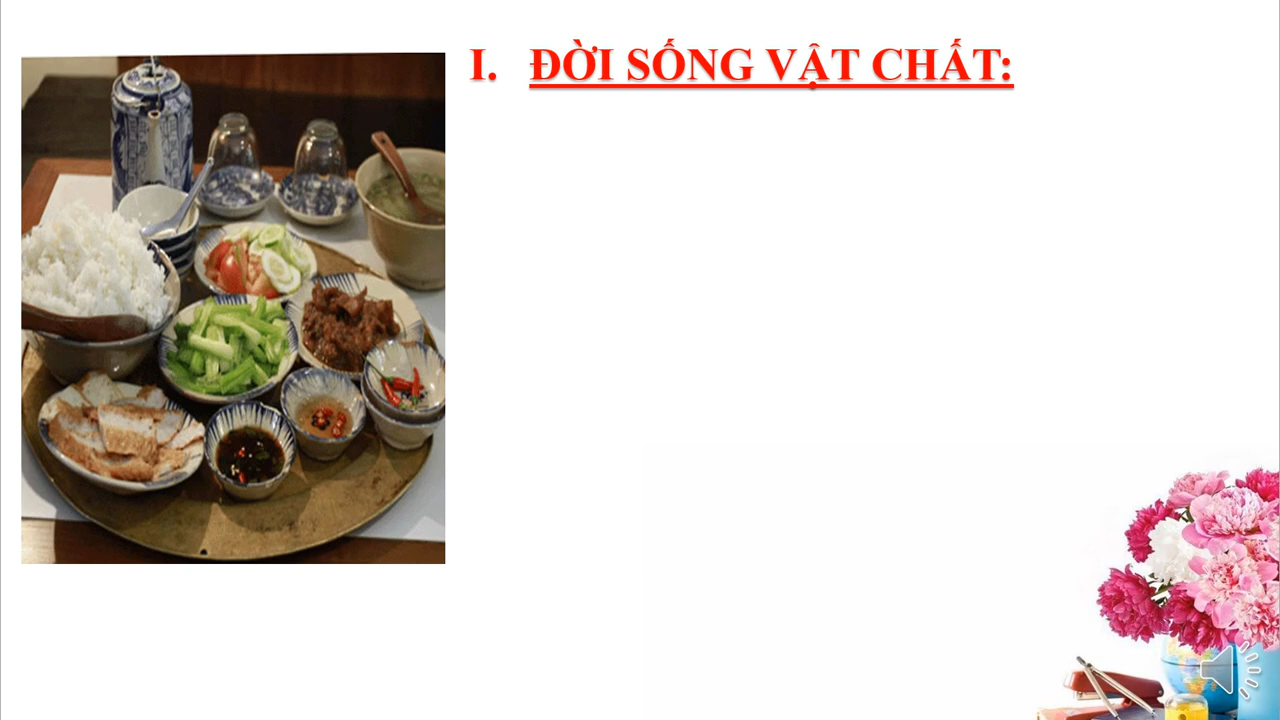 I. ĐỜI SỐNG VẬT CHẤT: